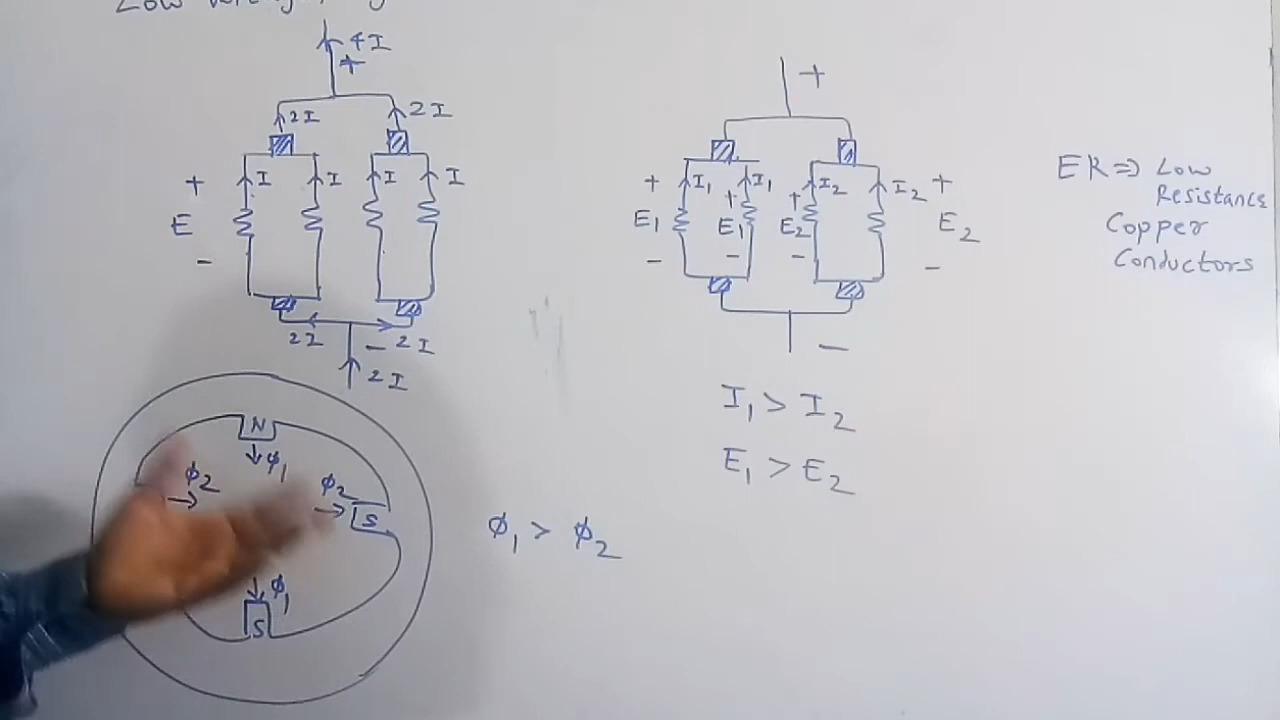 Low
4I
+
2I
2I
+
I
I
I
I
E
-
2I
- 2I
2I
N
φ1
φ2
φ2
S
φ1
S
φ1 > φ2
+
+
I1
I1
I2
I2
+
E1
+
E1
+
E2
E2
-
-
-
-
-
I1 > I2
E1 > E2
ER ⇒ Low
Resistance
Copper
Conductors